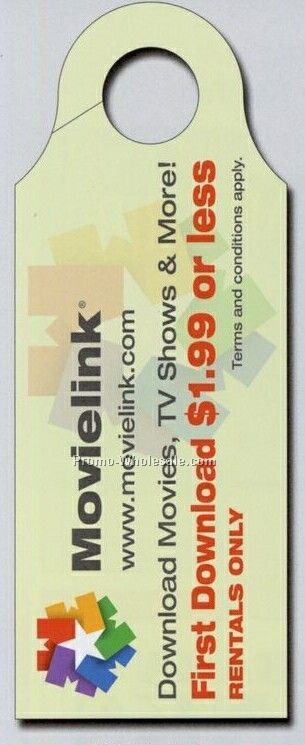 Movielink®
www.movielink.com
Download Movies, TV Shows & More!
First Download $1.99 or less
RENTALS ONLY
Terms and conditions apply.
Promo-Wholesale.com